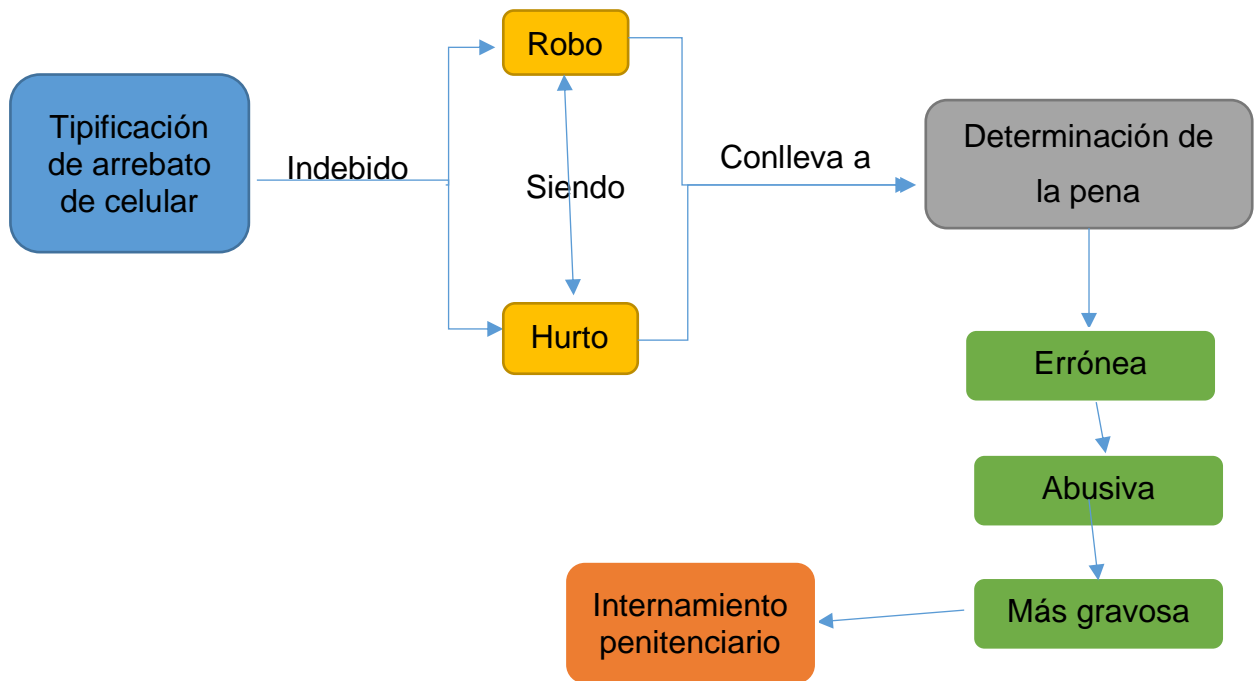 Tipificación
de arrebato
de celular
Indebido
Robo
Siendo
Hurto
Conlleva a
Determinación de
la pena
Errónea
Abusiva
Más gravosa
Internamiento
penitenciario